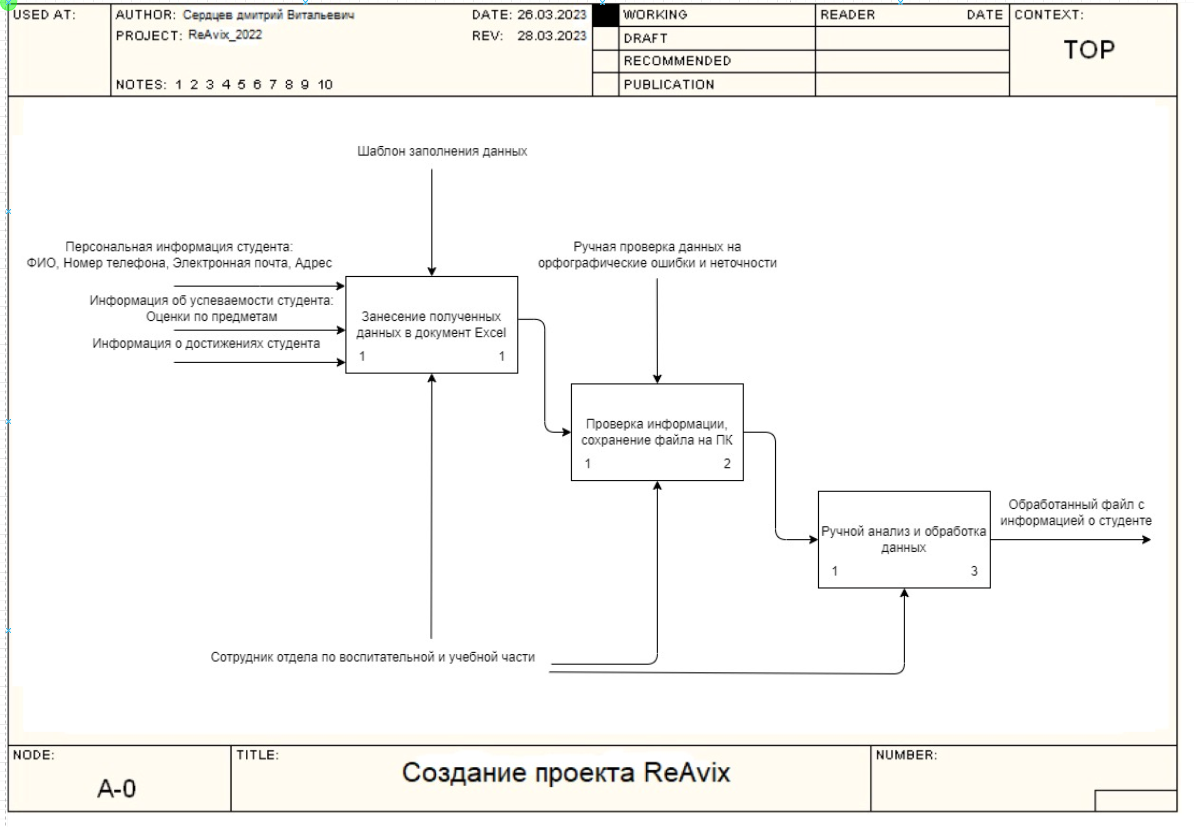 USED AT:
AUTHOR: Сердцев дмитрий Витальевич
DATE: 26.03.2023
PROJECT: ReAvix_2022
REV: 28.03.2023
NOTES: 1 2 3 4 5 6 7 8 9 10
WORKING
DRAFT
RECOMMENDED
PUBLICATION
READER DATE
CONTEXT:
TOP
Шаблон заполнения данных
Персональная информация студента:
ФИО, Номер телефона, Электронная почта, Адрес
Информация об успеваемости студента:
Оценки по предметам
Информация о достижениях студента
Занесение полученных
данных в документ Excel
1 1
Ручная проверка данных на
орфографические ошибки и неточности
Проверка информации,
сохранение файла на ПК
1 2
Ручной анализ и обработка
данных
1 3
Обработанный файл с
информацией о студенте
Сотрудник отдела по воспитательной и учебной части
NODE:
A-0
TITLE:
Создание проекта ReAvix
NUMBER: